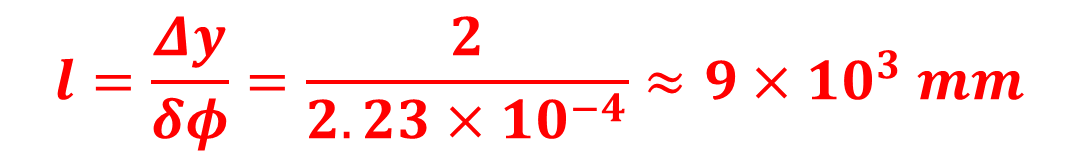 l = Δy/δϕ = 2/2.23 × 10⁻⁴ ≈ 9 × 10³ mm